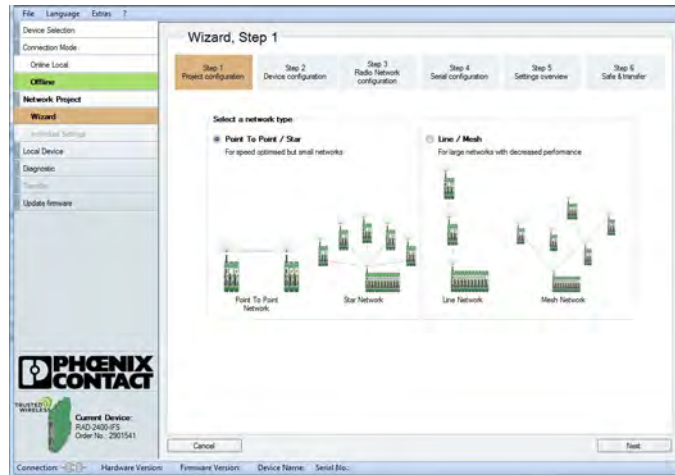 File Language Extras ?
Device Selection
Connection Mode
Online Local
Offline
Network Project
Wizard
Individual Settings
Local Device
Diagnostic
Transfer
Update firmware
PHŒNIX
CONTACT
TRUSTED
WIRELESS
Current Device:
RAD-2400-IFS
Order No.: 2901541
Wizard, Step 1
Step 1
Project configuration
Step 2
Device configuration
Step 3
Radio Network
configuration
Step 4
Serial configuration
Step 5
Settings overview
Step 6
Safe & transfer
Select a network type
Point To Point / Star
For speed optimised but small networks
Line / Mesh
For large networks with decreased performance
Point To Point
Network
Star Network
Line Network
Mesh Network
Cancel
Next
Connection: Hardware Version: Firmware Version: Device Name: Serial No.: